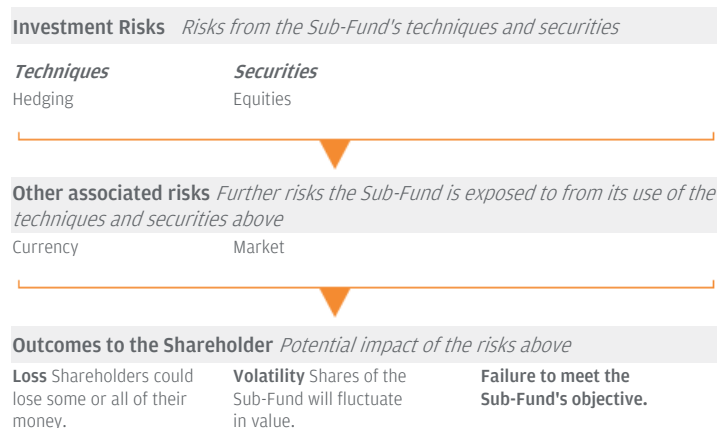 Investment Risks Risks from the Sub-Fund's techniques and securities
Techniques Securities
Hedging Equities
Other associated risks Further risks the Sub-Fund is exposed to from its use of the
techniques and securities above
Currency Market
Outcomes to the Shareholder Potential impact of the risks above
Loss Shareholders could
lose some or all of their
money.
Volatility Shares of the
Sub-Fund will fluctuate
in value.
Failure to meet the
Sub-Fund's objective.